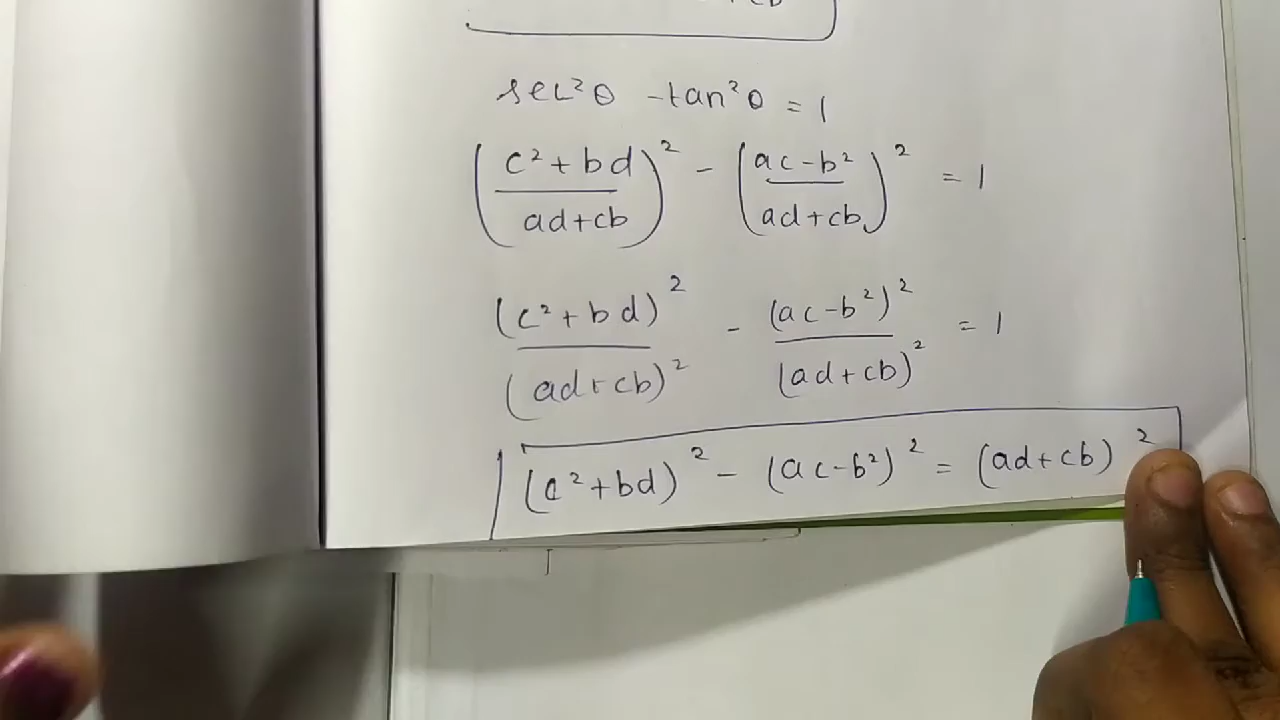 sec²θ - tan²θ = 1
(c² + bd / ad+cb)² - (ac-b² / ad+cb)² = 1
(c² + bd)² / (ad+cb)² - (ac-b²)² / (ad+cb)² = 1
(c²+bd)² - (ac-b²)² = (ad+cb)²